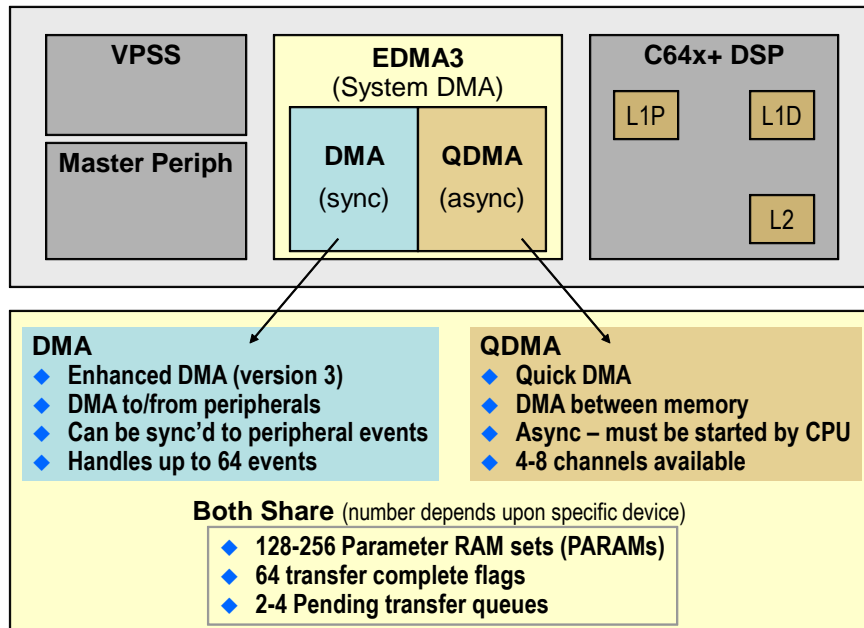 VPSS
Master Periph
EDMA3
(System DMA)
DMA
(sync)
QDMA
(async)
C64x+ DSP
L1P
L1D
L2
DMA
Enhanced DMA (version 3)
DMA to/from peripherals
Can be sync'd to peripheral events
Handles up to 64 events
QDMA
Quick DMA
DMA between memory
Async – must be started by CPU
4-8 channels available
Both Share (number depends upon specific device)
128-256 Parameter RAM sets (PARAMs)
64 transfer complete flags
2-4 Pending transfer queues